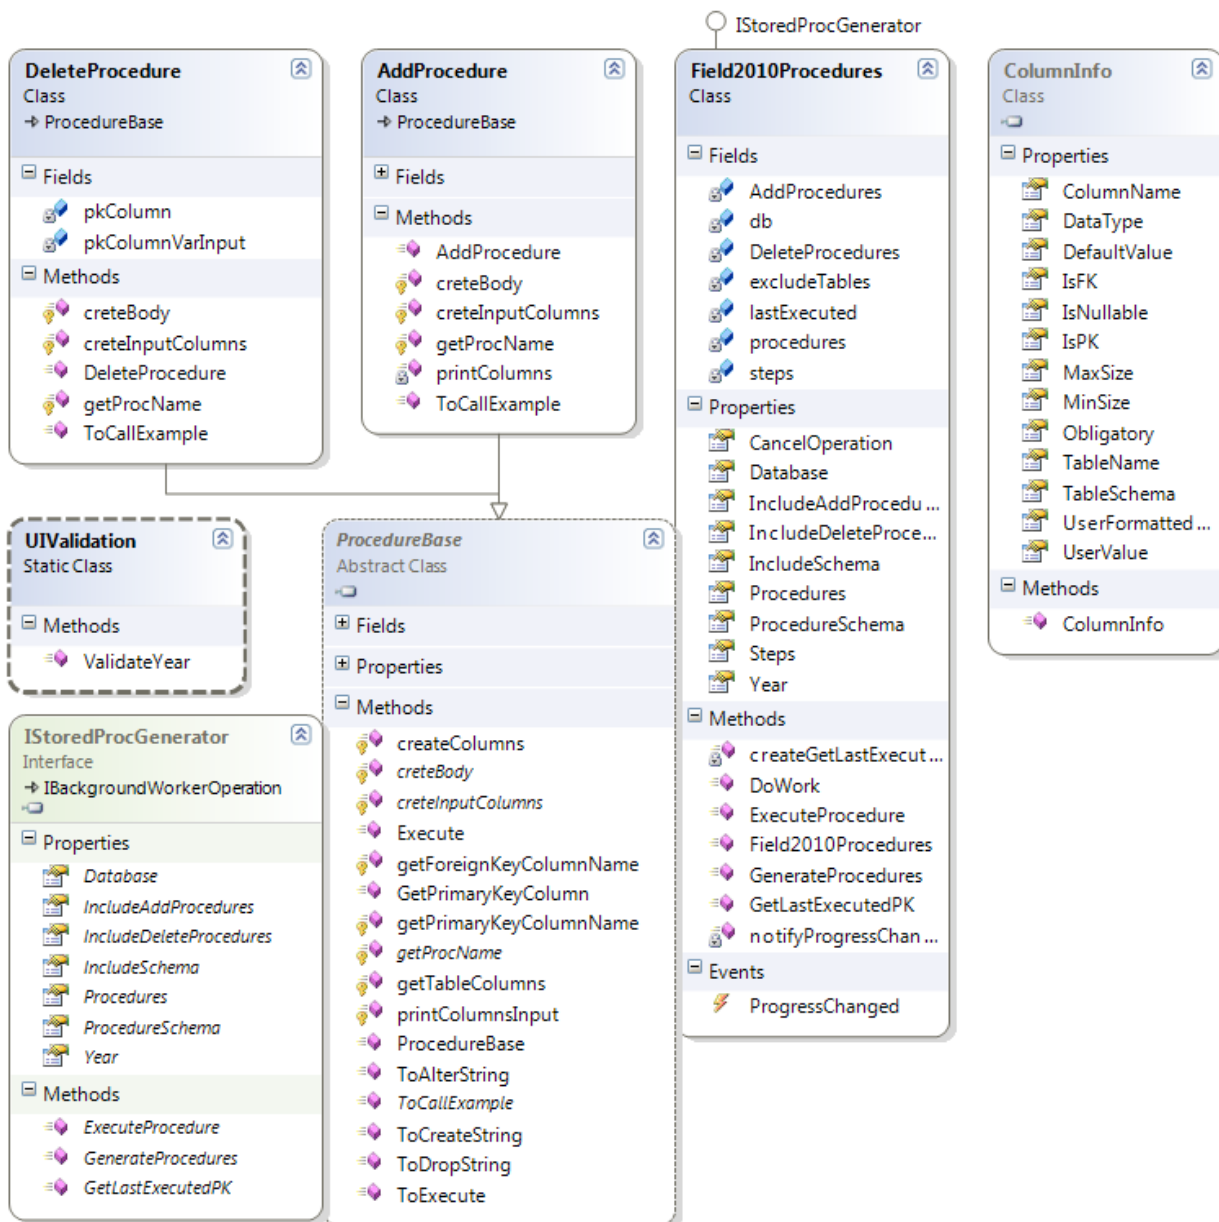 IStoredProcGenerator
DeleteProcedure
Class
ProcedureBase
Fields
pkColumn
pkColumnVarInput
Methods
creteBody
creteInputColumns
DeleteProcedure
getProcName
ToCallExample
AddProcedure
Class
ProcedureBase
Fields
Methods
AddProcedure
creteBody
creteInputColumns
getProcName
printColumns
ToCallExample
Field2010Procedures
Class
Fields
AddProcedures
db
DeleteProcedures
excludeTables
lastExecuted
procedures
steps
Properties
CancelOperation
Database
IncludeAddProcedu...
IncludeDeleteProce...
IncludeSchema
Procedures
ProcedureSchema
Steps
Year
Methods
createGetLastExecut...
DoWork
ExecuteProcedure
Field2010Procedures
GenerateProcedures
GetLastExecutedPK
notifyProgressChan...
Events
ProgressChanged
ColumnInfo
Class
Properties
ColumnName
DataType
DefaultValue
IsFK
IsNullable
IsPK
MaxSize
MinSize
Obligatory
TableName
TableSchema
UserFormatted...
UserValue
Methods
ColumnInfo
UIValidation
Static Class
Methods
ValidateYear
ProcedureBase
Abstract Class
Fields
Properties
Methods
createColumns
creteBody
creteInputColumns
Execute
getForeignKeyColumnName
GetPrimaryKeyColumn
getPrimaryKeyColumnName
getProcName
getTableColumns
printColumnsInput
ProcedureBase
ToAlterString
ToCallExample
ToCreateString
ToDropString
ToExecute
IStoredProcGenerator
Interface
IBackgroundWorkerOperation
Properties
Database
IncludeAddProcedures
IncludeDeleteProcedures
IncludeSchema
Procedures
ProcedureSchema
Year
Methods
ExecuteProcedure
GenerateProcedures
GetLastExecutedPK